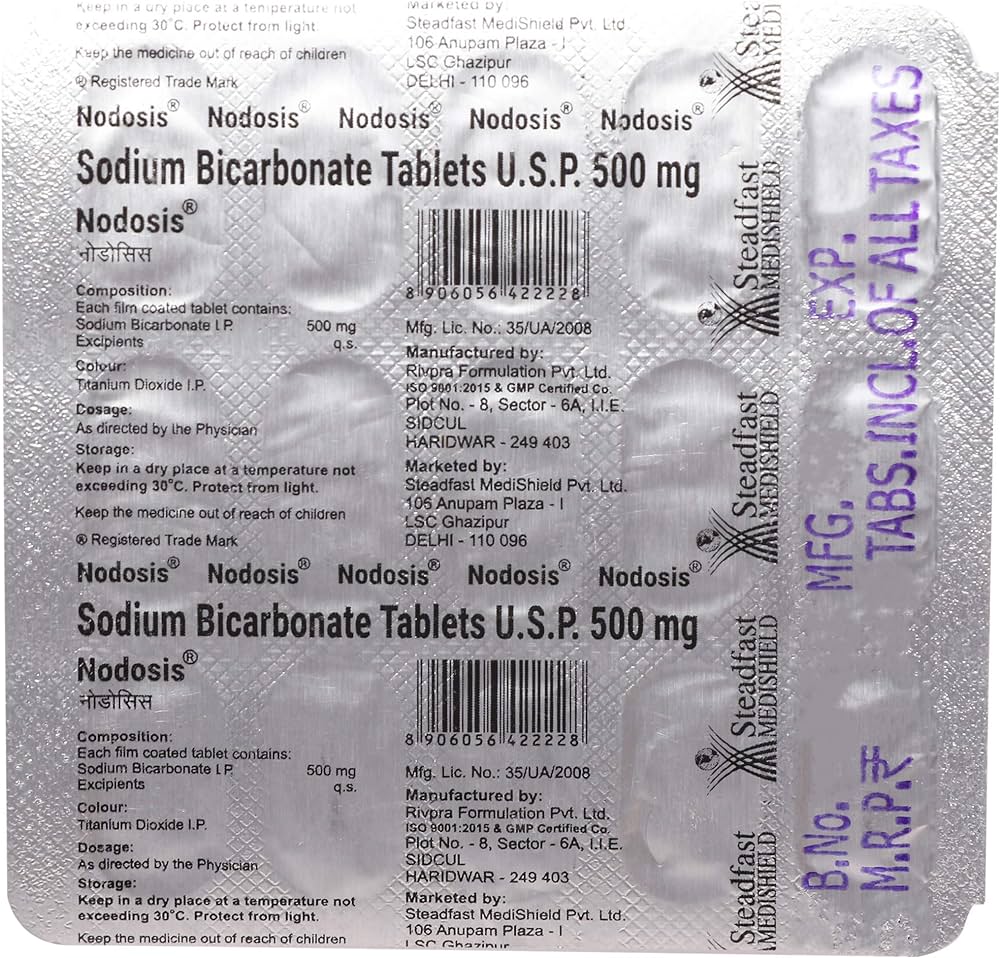 Keep in a dry place at a temperature not
exceeding 30°C. Protect from light.
Keep the medicine out of reach of children
® Registered Trade Mark
Marketed by:
Steadfast MediShield Pvt. Ltd.
106 Anupam Plaza - I
LSC Ghazipur
DELHI - 110 096
Nodosis® Nodosis® Nodosis® Nodosis® Nodosis®
Sodium Bicarbonate Tablets U.S.P. 500 mg
Nodosis®
नोडोसिस
Composition:
Each film coated tablet contains:
Sodium Bicarbonate I.P. 500 mg
Excipients q.s.
Colour:
Titanium Dioxide I.P.
Dosage:
As directed by the Physician
Storage:
Keep in a dry place at a temperature not
exceeding 30°C. Protect from light.
Keep the medicine out of reach of children
® Registered Trade Mark
8 906056 422228
Mfg. Lic. No.: 35/UA/2008
Manufactured by:
Rivpra Formulation Pvt. Ltd.
ISO 9001:2015 & GMP Certified Co.
Plot No. - 8, Sector - 6A, I.I.E.
SIDCUL
HARIDWAR - 249 403
Marketed by:
Steadfast MediShield Pvt. Ltd.
106 Anupam Plaza - I
LSC Ghazipur
DELHI - 110 096
Nodosis® Nodosis® Nodosis® Nodosis® Nodosis®
Sodium Bicarbonate Tablets U.S.P. 500 mg
Nodosis®
नोडोसिस
Composition:
Each film coated tablet contains:
Sodium Bicarbonate I.P. 500 mg
Excipients q.s.
Colour:
Titanium Dioxide I.P.
Dosage:
As directed by the Physician
Storage:
Keep in a dry place at a temperature not
exceeding 30°C. Protect from light.
Keep the medicine out of reach of children
8 906056 422228
Mfg. Lic. No.: 35/UA/2008
Manufactured by:
Rivpra Formulation Pvt. Ltd.
ISO 9001:2015 & GMP Certified Co.
Plot No. - 8, Sector - 6A, I.I.E.
SIDCUL
HARIDWAR - 249 403
Marketed by:
Steadfast MediShield Pvt. Ltd.
106 Anupam Plaza - I
LSC Ghazipur
Steadfast
MEDISHIELD
Steadfast
MEDISHIELD
Steadfast
MEDISHIELD
Steadfast
MEDISHIELD
Stea
MEDIS
B.No. MFG. EXP.
M.R.P.₹ TABS.INCL.OF ALL TAXES